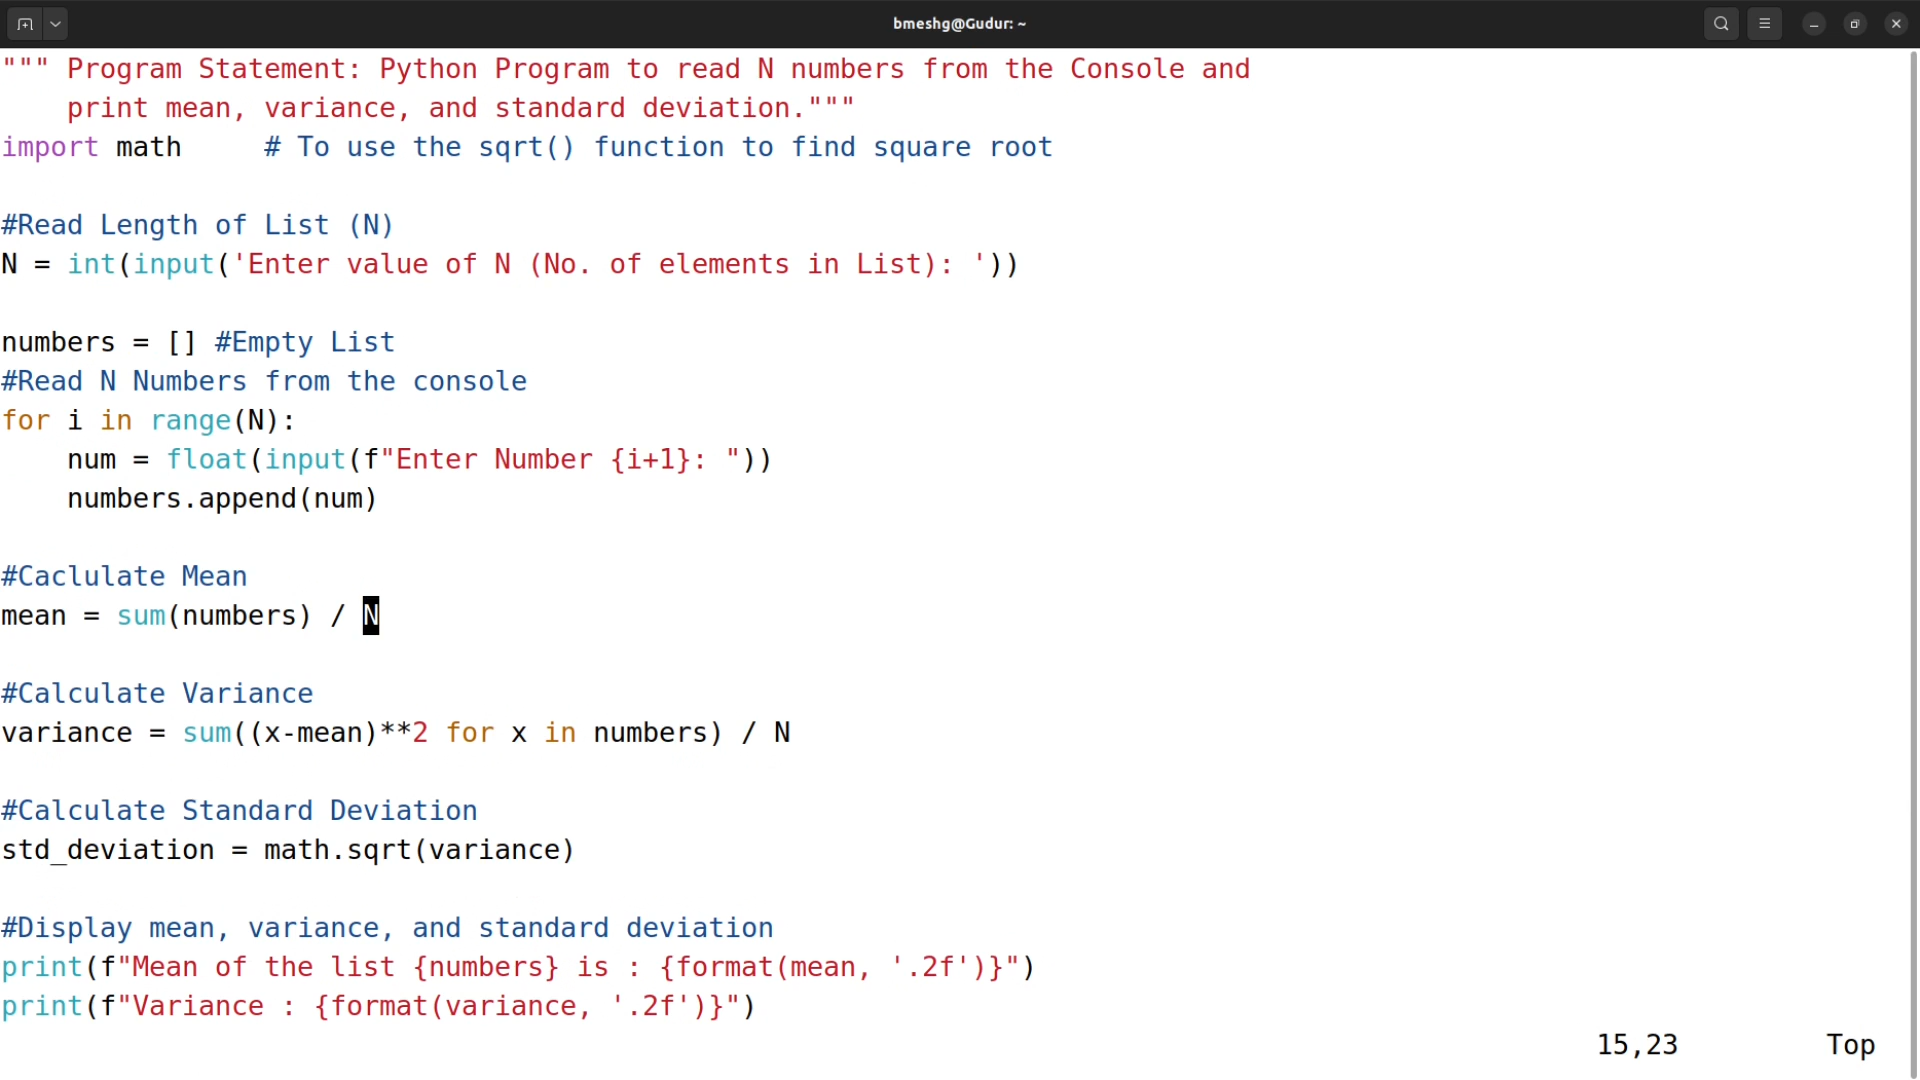 bmeshg@Gudur: ~
""" Program Statement: Python Program to read N numbers from the Console and
    print mean, variance, and standard deviation."""
import math     # To use the sqrt() function to find square root
#Read Length of List (N)
N = int(input('Enter value of N (No. of elements in List): '))
numbers = [] #Empty List
#Read N Numbers from the console
for i in range(N):
    num = float(input(f"Enter Number {i+1}: "))
    numbers.append(num)
#Caclulate Mean
mean = sum(numbers) / N
#Calculate Variance
variance = sum((x-mean)**2 for x in numbers) / N
#Calculate Standard Deviation
std_deviation = math.sqrt(variance)
#Display mean, variance, and standard deviation
print(f"Mean of the list {numbers} is : {format(mean, '.2f')}")
print(f"Variance : {format(variance, '.2f')}")
15,23         Top